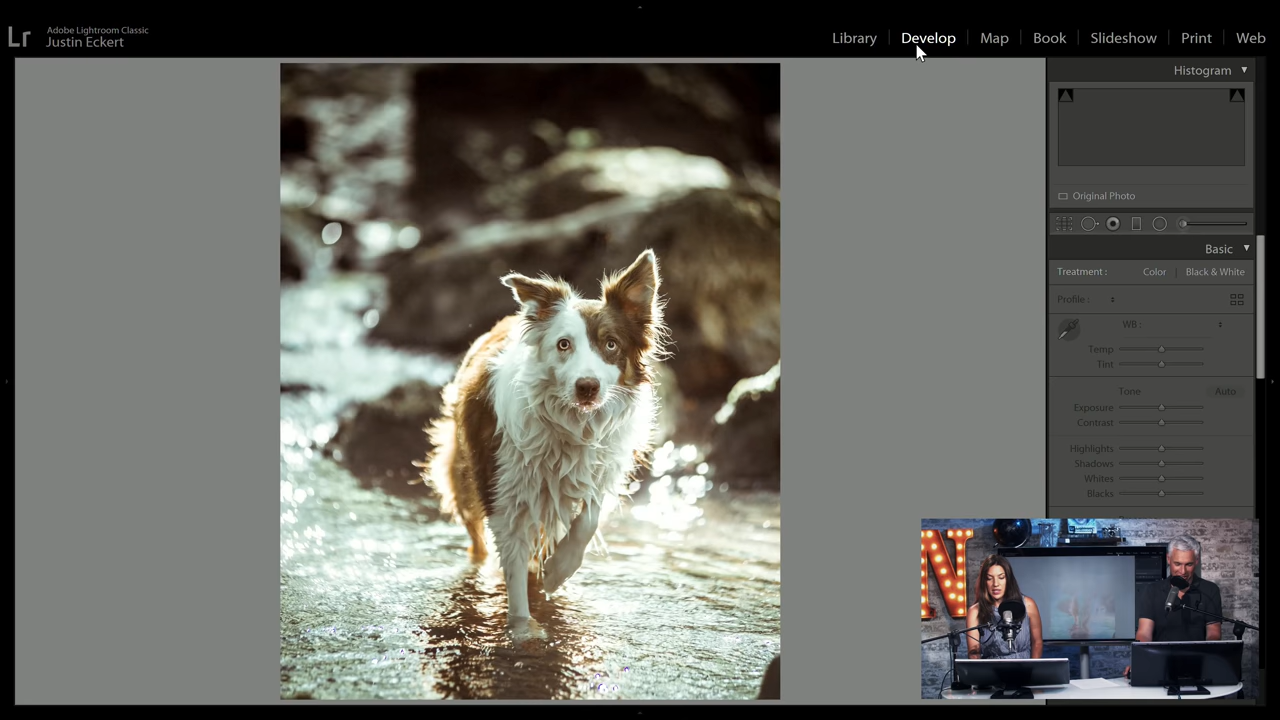 Lr
Adobe Lightroom Classic
Justin Eckert
Library Develop Map Book Slideshow Print Web
Histogram
Original Photo
Basic
Treatment : Color Black & White
Profile :
WB :
Temp
Tint
Tone Auto
Exposure
Contrast
Highlights
Shadows
Whites
Blacks
N